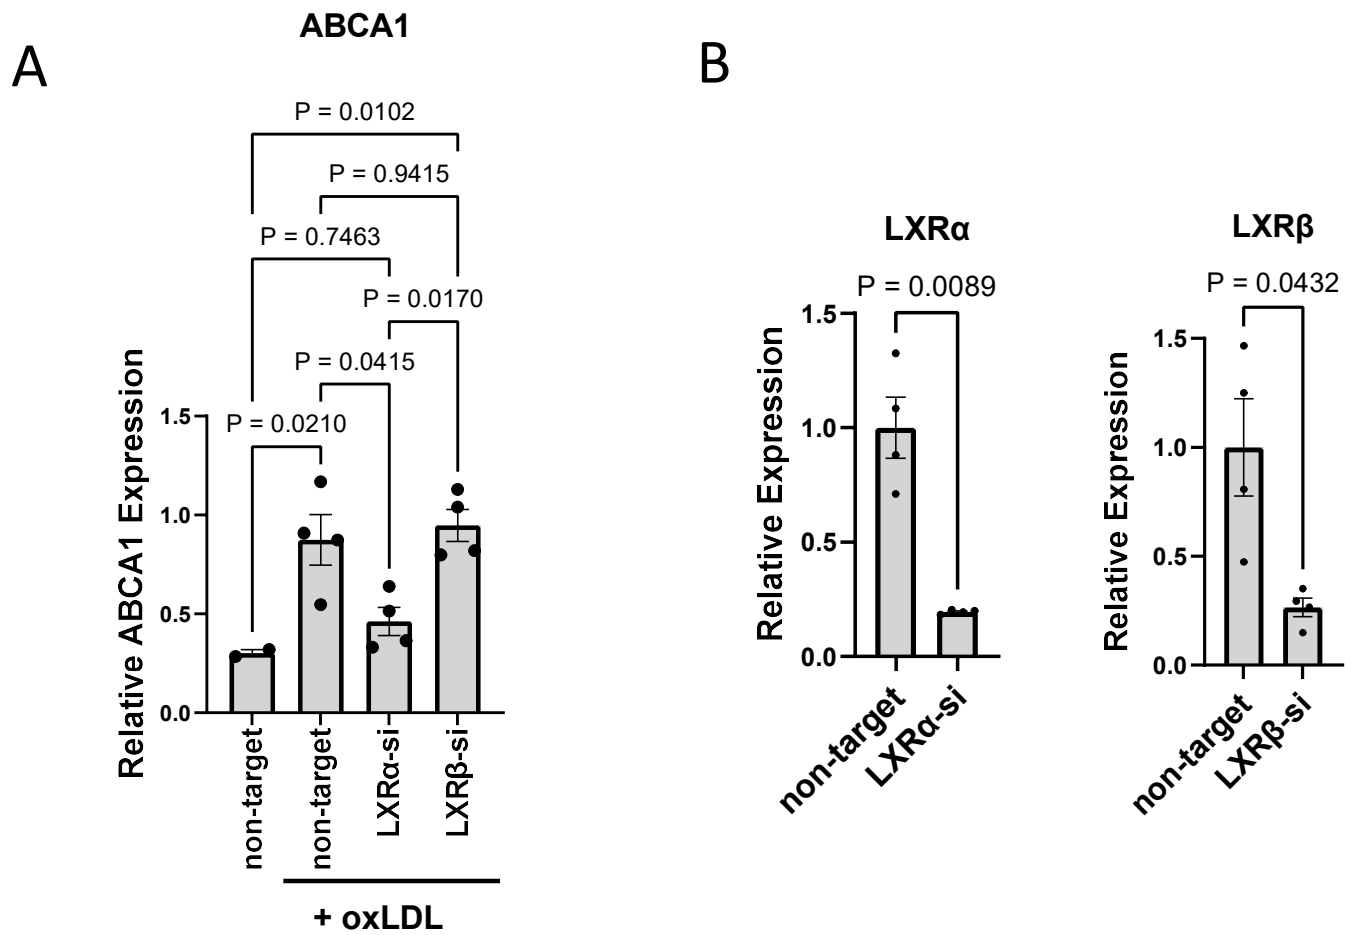 A
ABCA1
P = 0.0102
P = 0.9415
P = 0.7463
P = 0.0170
P = 0.0415
P = 0.0210
Relative ABCA1 Expression
1.5
1.0
0.5
0.0
non-target
non-target
LXRα-si
LXRβ-si
+ oxLDL
B
LXRα
P = 0.0089
Relative Expression
1.5
1.0
0.5
0.0
non-target
LXRα-si
LXRβ
P = 0.0432
Relative Expression
1.5
1.0
0.5
0.0
non-target
LXRβ-si